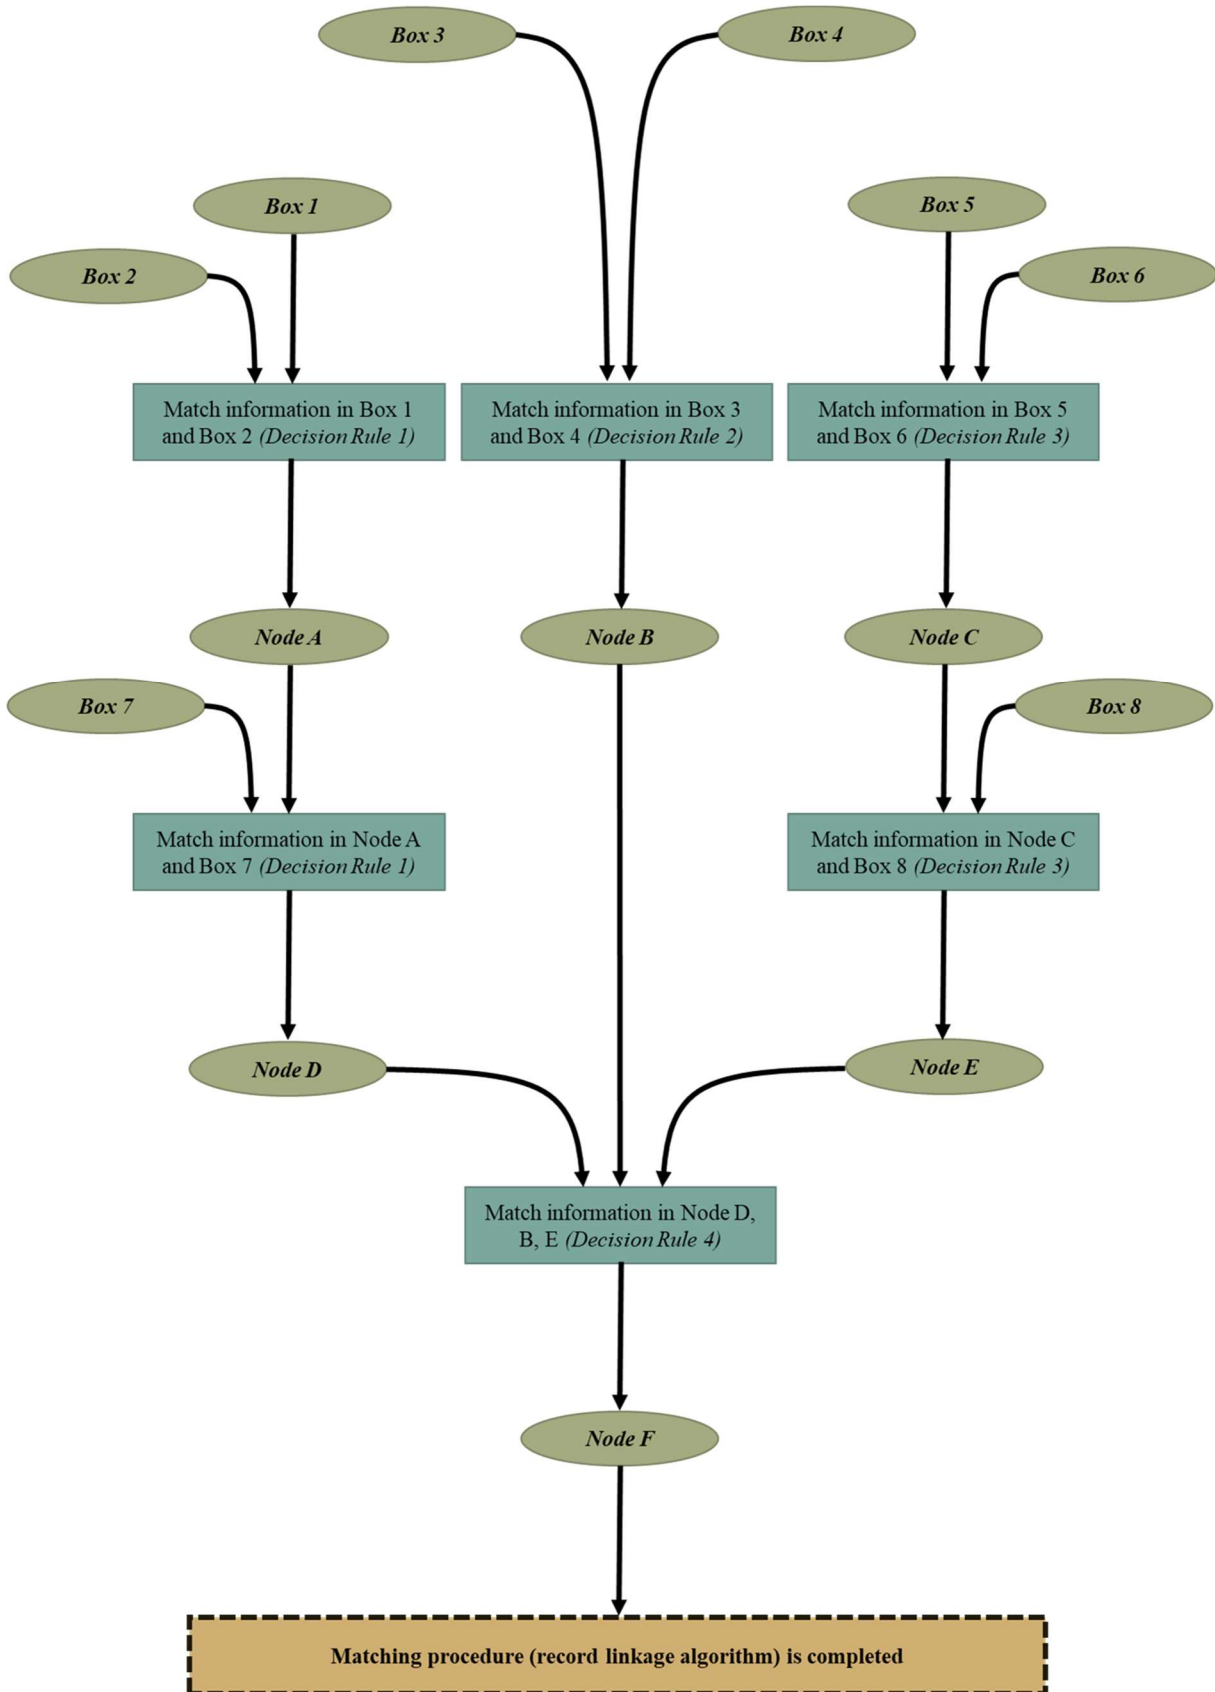 Box 3
Box 4
Box 1
Box 5
Box 2
Box 6
Match information in Box 1
and Box 2 (Decision Rule 1)
Match information in Box 3
and Box 4 (Decision Rule 2)
Match information in Box 5
and Box 6 (Decision Rule 3)
Node A
Node B
Node C
Box 7
Box 8
Match information in Node A
and Box 7 (Decision Rule 1)
Match information in Node C
and Box 8 (Decision Rule 3)
Node D
Node E
Match information in Node D,
B, E (Decision Rule 4)
Node F
Matching procedure (record linkage algorithm) is completed